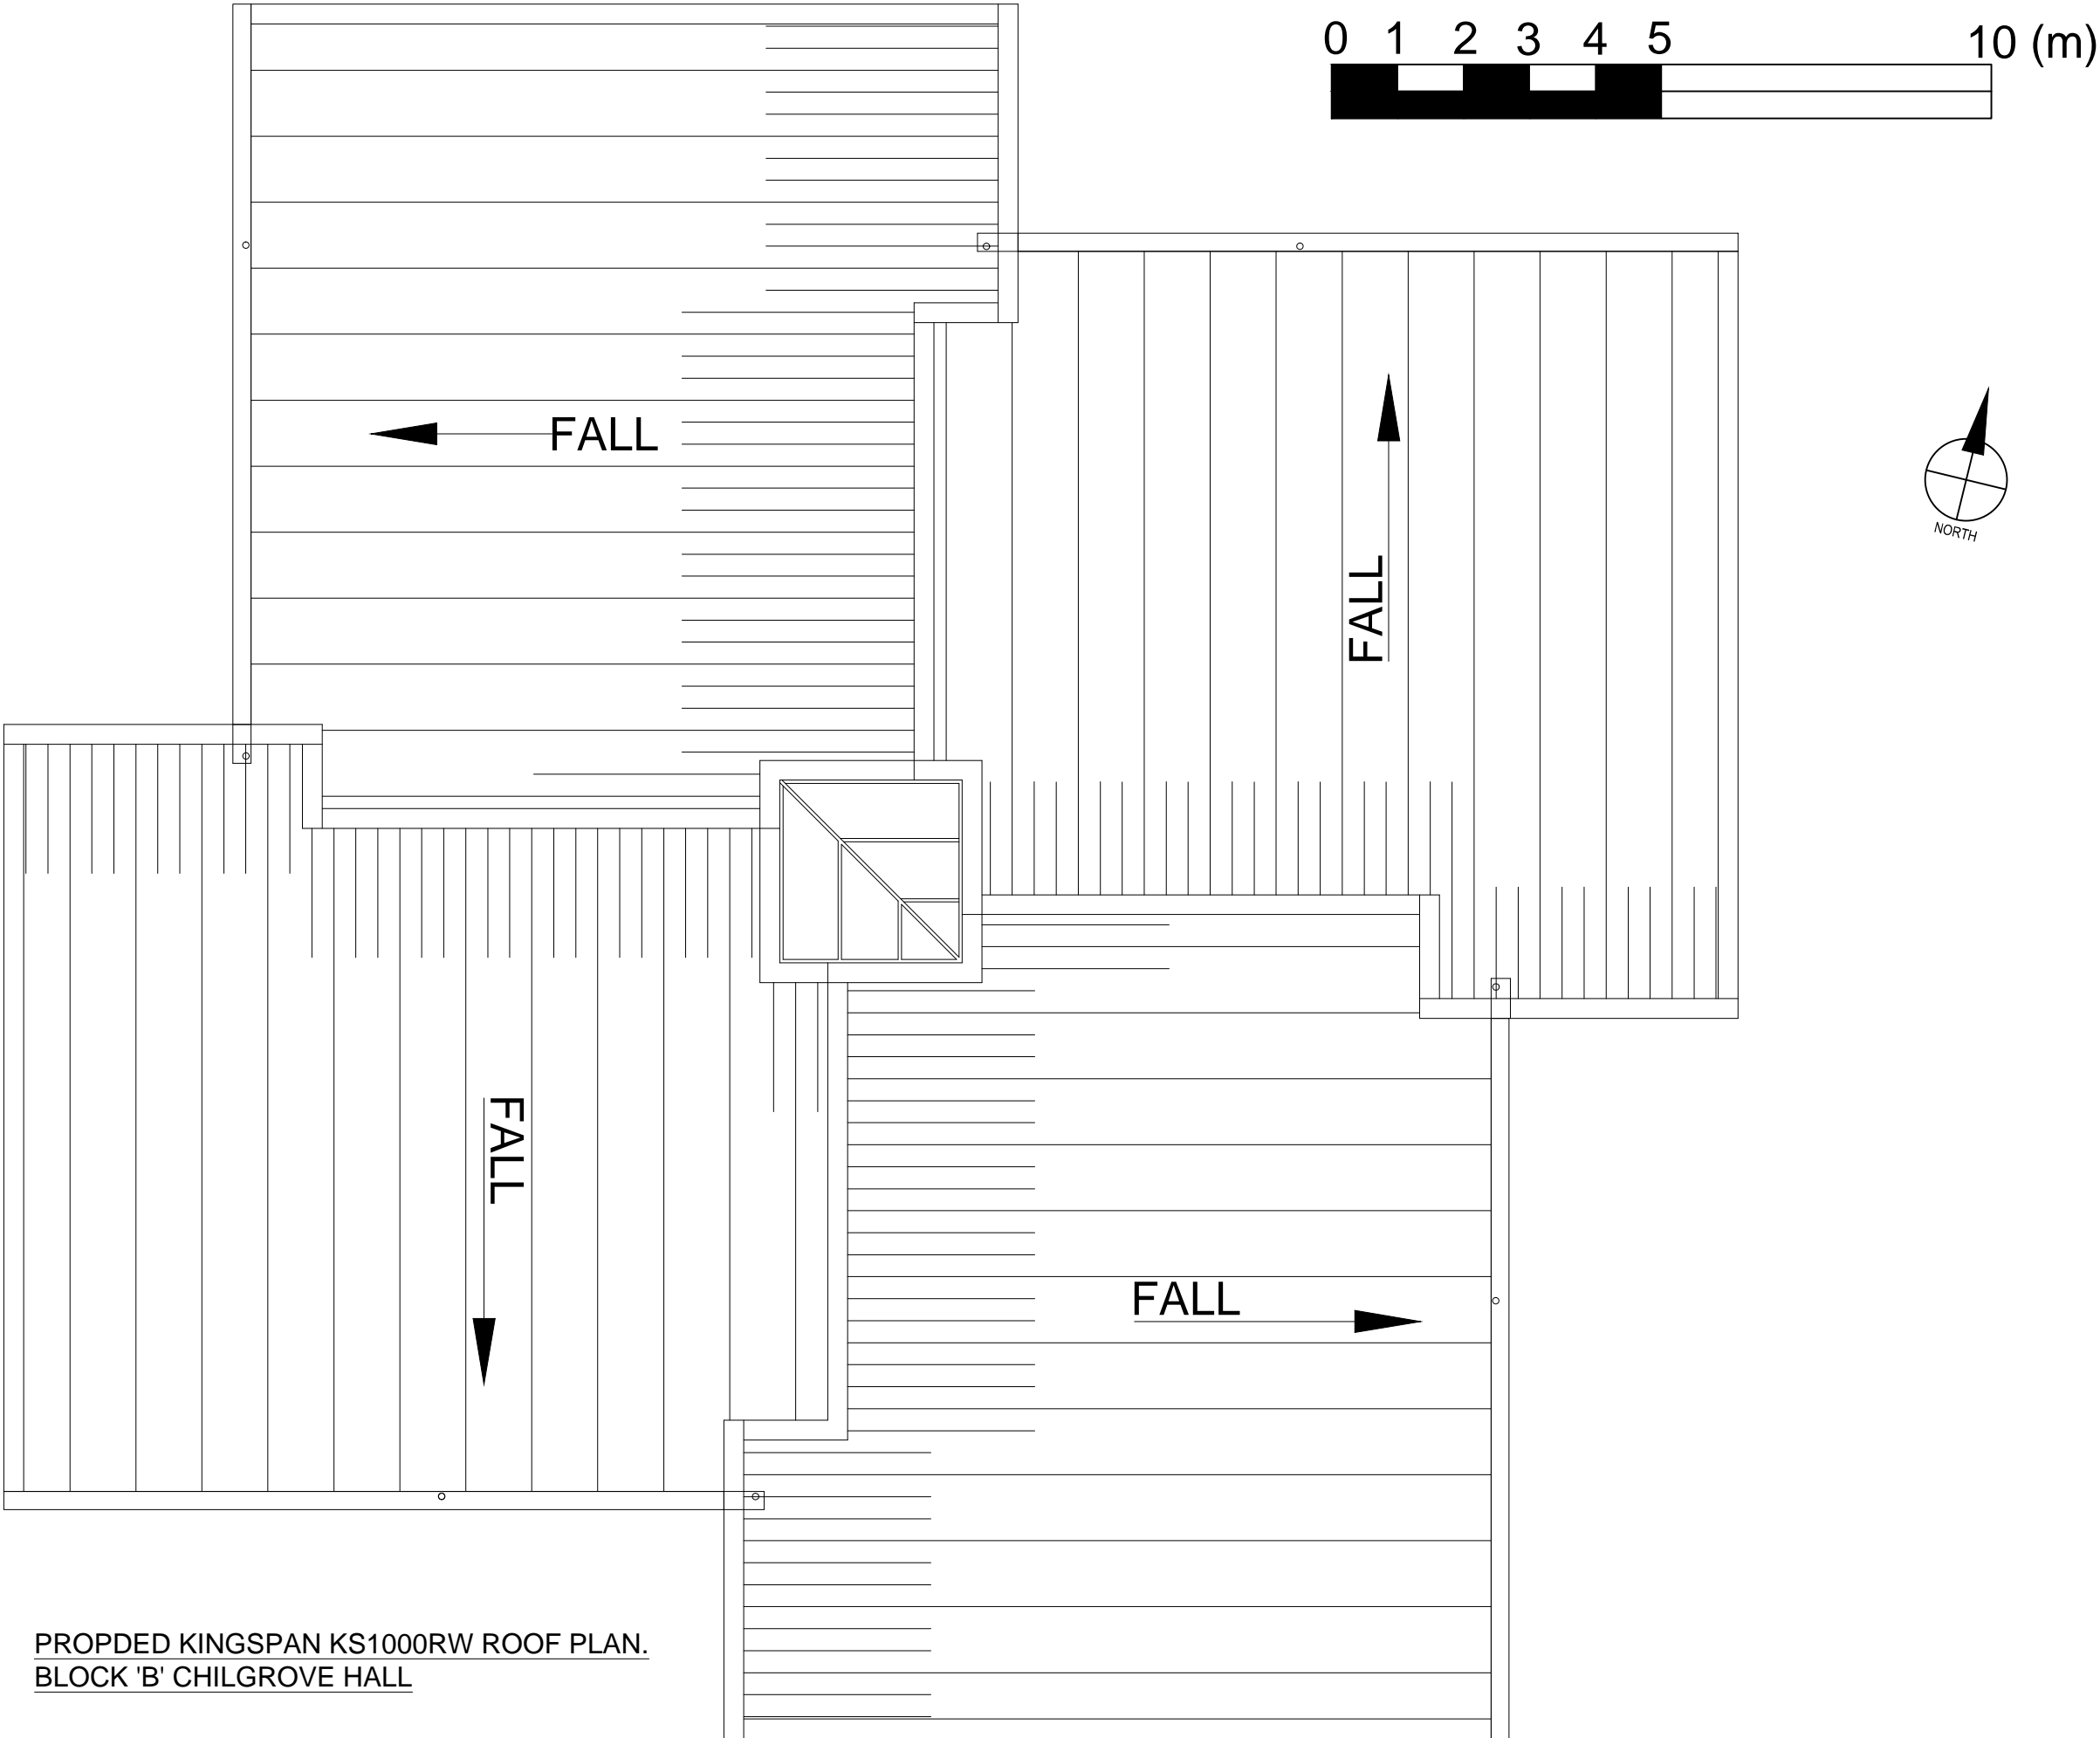 0 1 2 3 4 5 10 (m)
FALL
FALL
NORTH
FALL
FALL
PROPDED KINGSPAN KS1000RW ROOF PLAN.
BLOCK 'B' CHILGROVE HALL